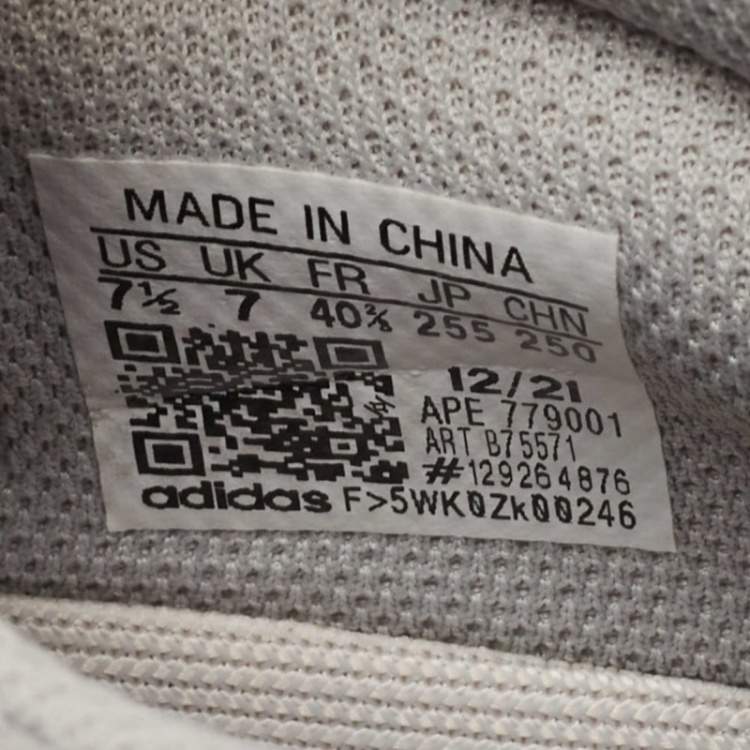 MADE IN CHINA
US UK FR JP CHN
7½ 7 40⅔ 255 250
12/21
APE 779001
ART B75571
#129264876
adidas F>5WK0Zk00246